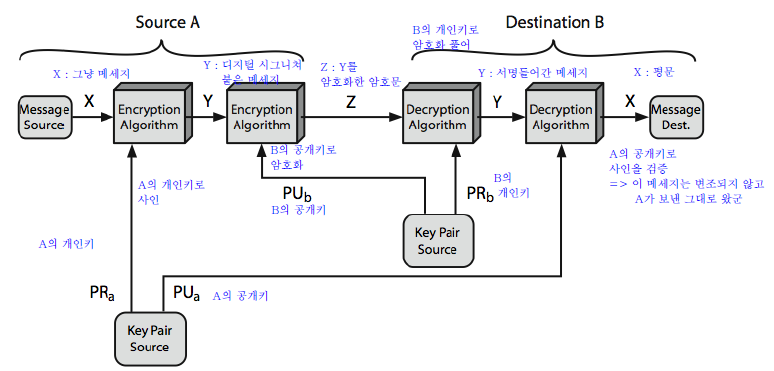 Source A
Destination B
B의 개인키로
암호화 풀어
X : 그냥 메세지
Y : 디지털 시그니쳐
붙은 메세지
Z : Y를
암호화한 암호문
Y : 서명들어간 메세지
X : 평문
Message
Source
X
Encryption
Algorithm
Y
Encryption
Algorithm
Z
Decryption
Algorithm
Y
Decryption
Algorithm
X
Message
Dest.
B의 공개키로
암호화
A의 개인키로
사인
PUb
B의 공개키
PRb
B의
개인키
A의 공개키로
사인을 검증
=> 이 메세지는 변조되지 않고
A가 보낸 그대로 왔군
Key Pair
Source
A의 개인키
PRa
PUa
A의 공개키
Key Pair
Source